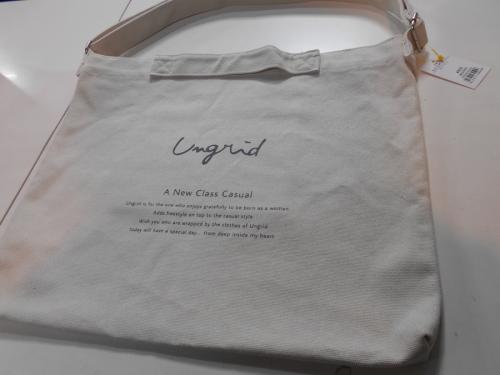 Ungrid
A New Class Casual
Ungrid is for the one who enjoys gratefully to be born as a woman
Adds freestyle on top to the casual style
Wish you who are wrapped by the clothes of Ungrid
today will have a special day... from deep inside my heart